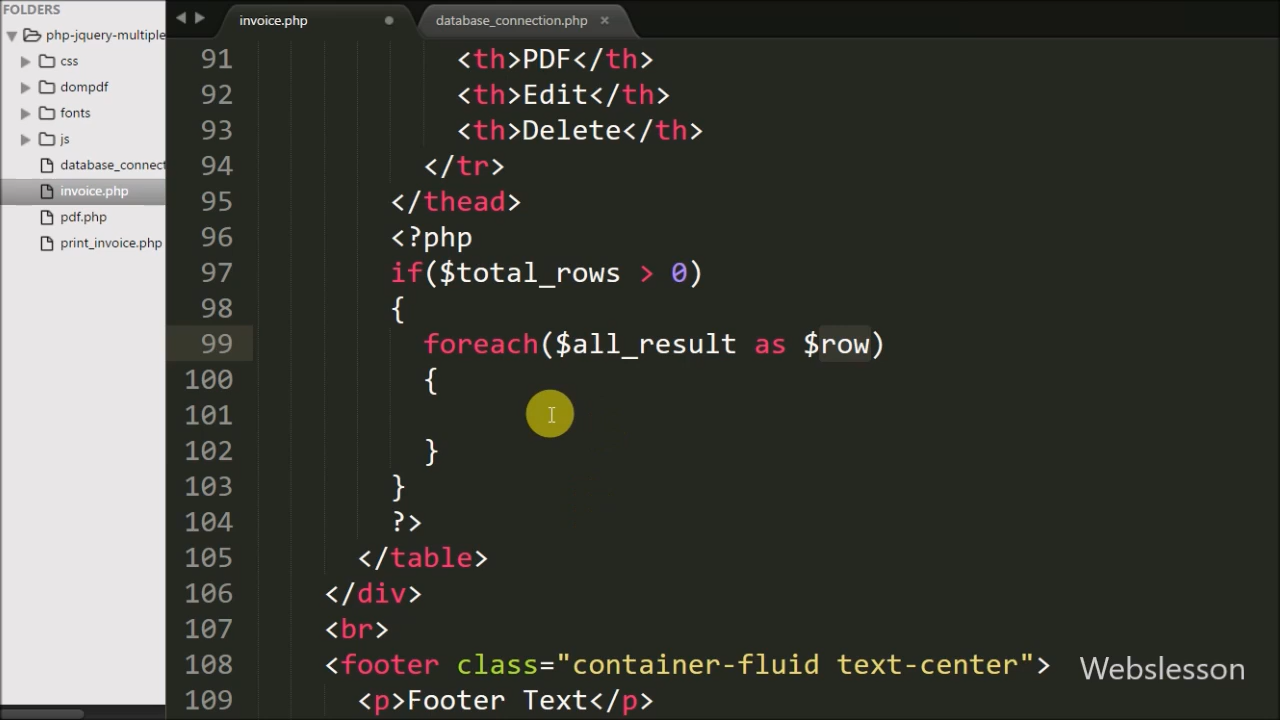 FOLDERS
php-jquery-multiple
css
dompdf
fonts
js
database_connect
invoice.php
pdf.php
print_invoice.php
invoice.php
database_connection.php ×
91 <th>PDF</th>
92 <th>Edit</th>
93 <th>Delete</th>
94 </tr>
95 </thead>
96 <?php
97 if($total_rows > 0)
98 {
99 foreach($all_result as $row)
100 {
101
102 }
103 }
104 ?>
105 </table>
106 </div>
107 <br>
108 <footer class="container-fluid text-center">
109 <p>Footer Text</p>
Webslesson